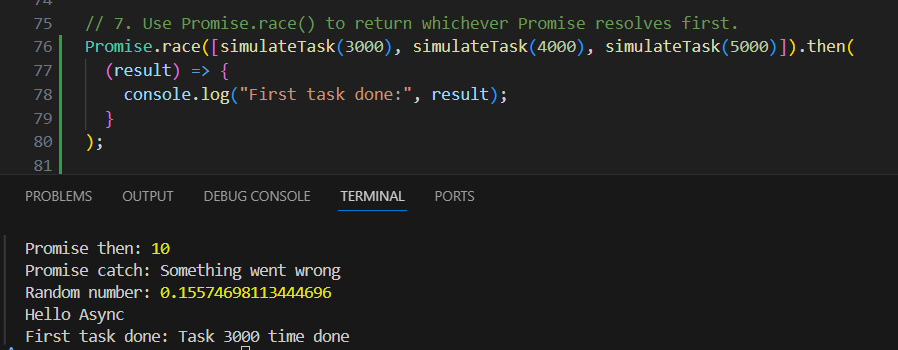 74
75 // 7. Use Promise.race() to return whichever Promise resolves first.
76 Promise.race([simulateTask(3000), simulateTask(4000), simulateTask(5000)]).then(
77 (result) => {
78 console.log("First task done:", result);
79 }
80 );
81
PROBLEMS OUTPUT DEBUG CONSOLE TERMINAL PORTS
Promise then: 10
Promise catch: Something went wrong
Random number: 0.15574698113444696
Hello Async
First task done: Task 3000 time done